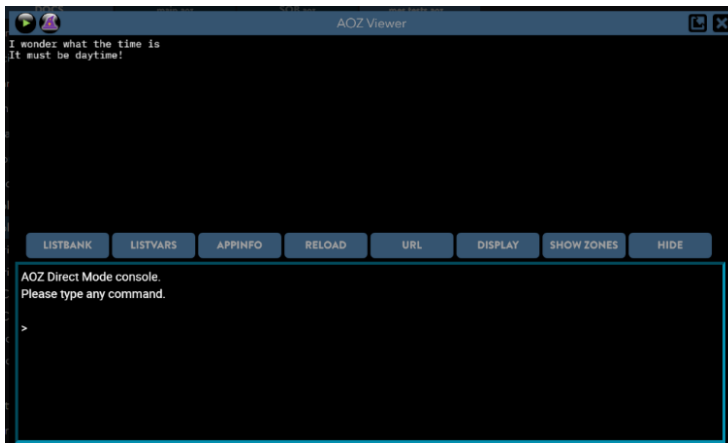 AOZ Viewer
I wonder what the time is
It must be daytime!
LISTBANK LISTVARS APPINFO RELOAD URL DISPLAY SHOW ZONES HIDE
AOZ Direct Mode console.
Please type any command.
>